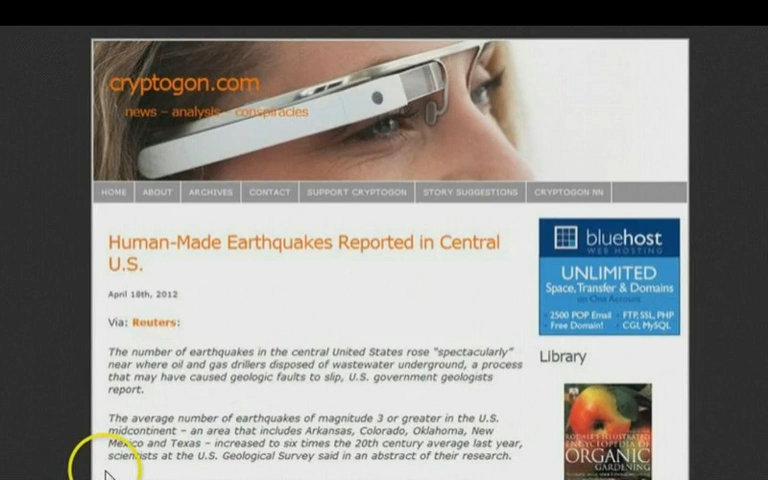 cryptogon.com
news – analysis – conspiracies
HOME
ABOUT
ARCHIVES
CONTACT
SUPPORT CRYPTOGON
STORY SUGGESTIONS
CRYPTOGON NN
Human-Made Earthquakes Reported in Central
U.S.
April 18th, 2012
Via: Reuters:
The number of earthquakes in the central United States rose "spectacularly"
near where oil and gas drillers disposed of wastewater underground, a process
that may have caused geologic faults to slip, U.S. government geologists
report.
The average number of earthquakes of magnitude 3 or greater in the U.S.
midcontinent – an area that includes Arkansas, Colorado, Oklahoma, New
Mexico and Texas – increased to six times the 20th century average last year,
scientists at the U.S. Geological Survey said in an abstract of their research.
bluehost
WEB HOSTING
UNLIMITED
Space, Transfer & Domains
on One Account
· 2500 POP Email · FTP, SSL, PHP
· Free Domain! · CGI, MySQL
Library
RODALE'S ILLUSTRATED
ENCYCLOPEDIA OF
ORGANIC
GARDENING